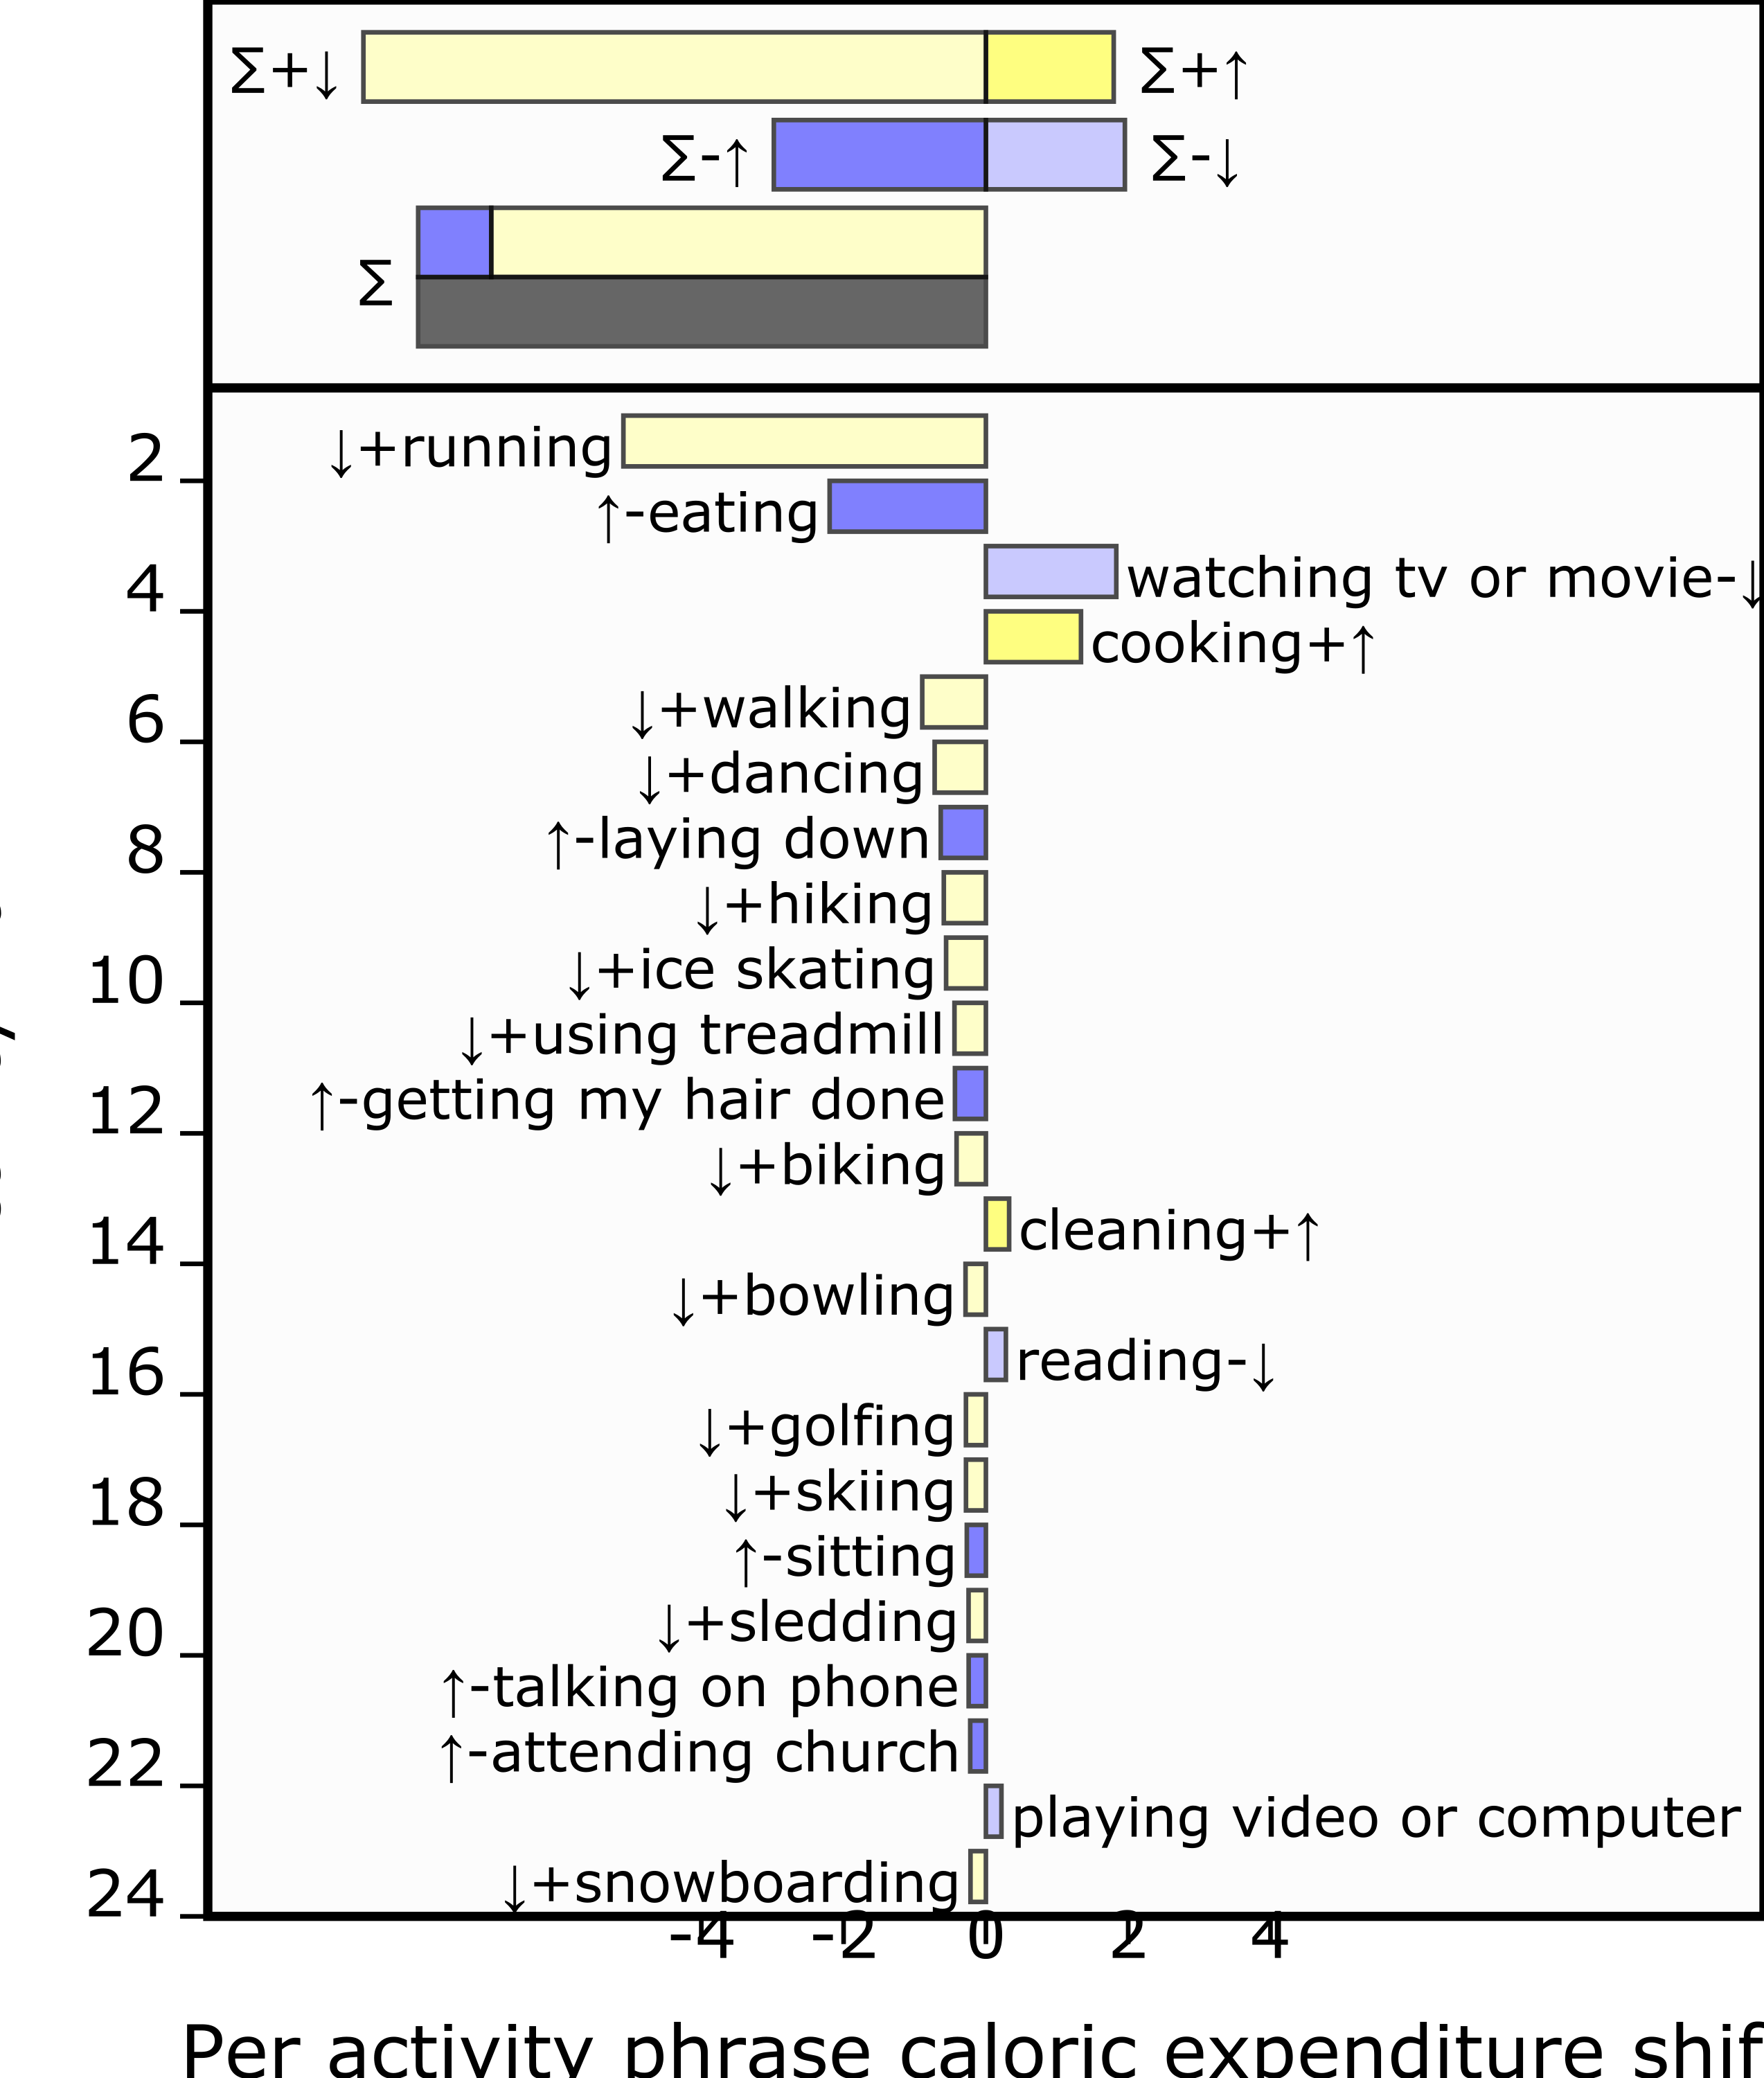 Σ+↓ Σ+↑
Σ-↑ Σ-↓
Σ
2
↓+running
↑-eating
4
watching tv or movie-↓
cooking+↑
6
↓+walking
↓+dancing
8
↑-laying down
↓+hiking
10
↓+ice skating
↓+using treadmill
12
↑-getting my hair done
↓+biking
14
cleaning+↑
↓+bowling
16
reading-↓
↓+golfing
18
↓+skiing
↑-sitting
20
↓+sledding
↑-talking on phone
22
↑-attending church
playing video or computer
24
↓+snowboarding
-4 -2 0 2 4
Per activity phrase caloric expenditure shif